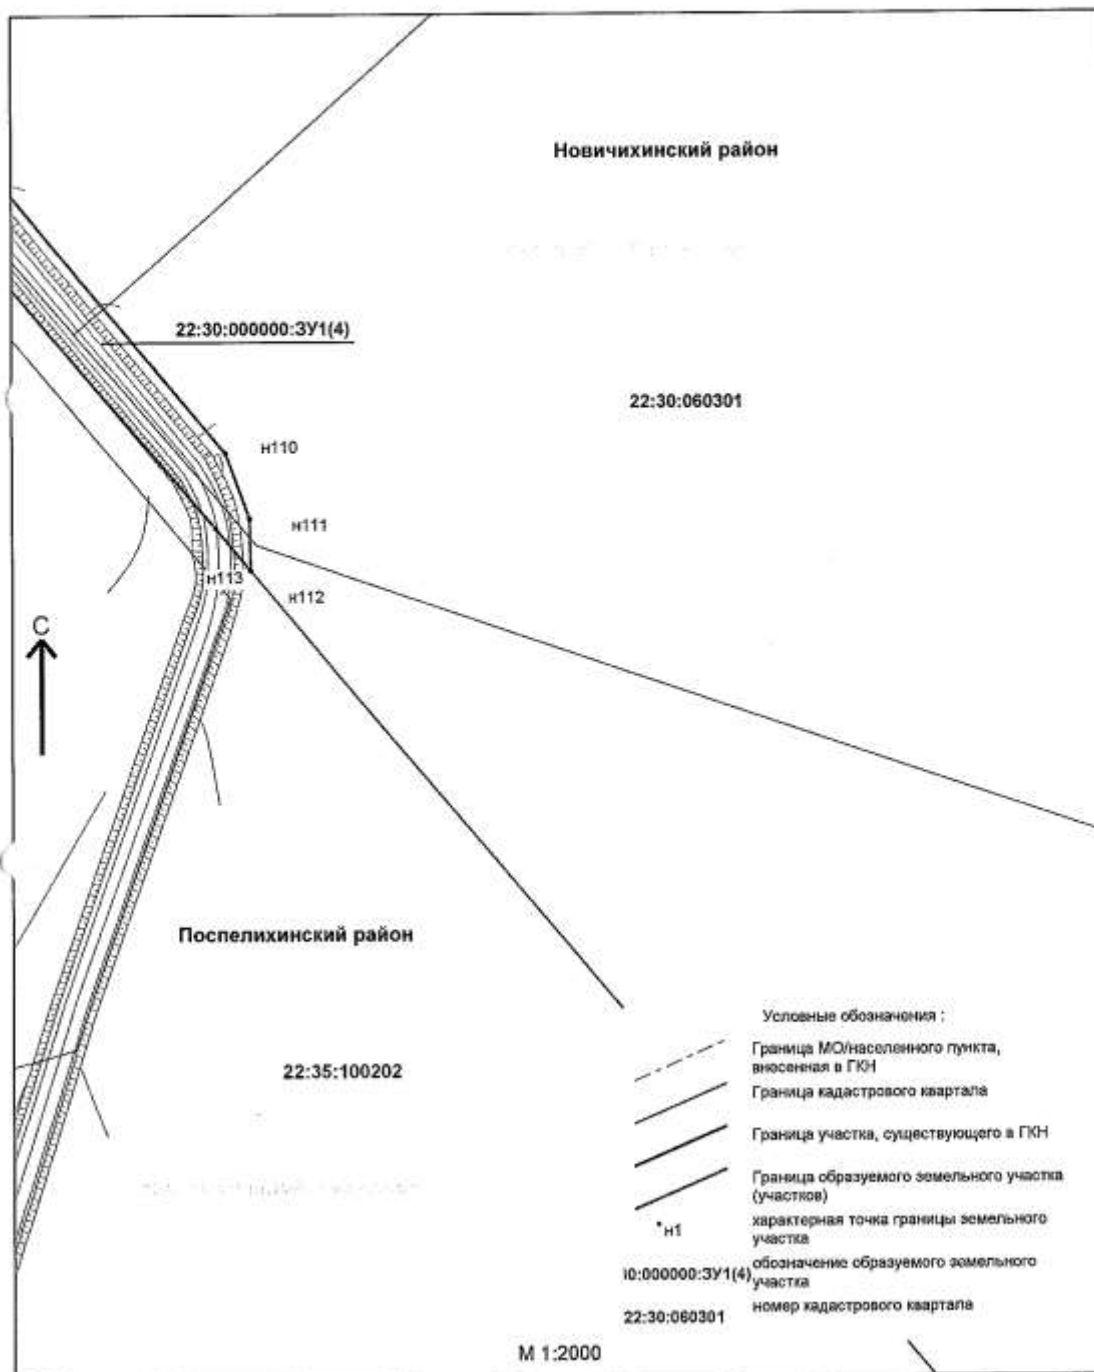 Новичихинский район
22:30:000000:ЗУ1(4)
22:30:060301
н110
н111
н113
н112
С
Поспелихинский район
22:35:100202
Условные обозначения :
Граница МО/населенного пункта,
внесенная в ГКН
Граница кадастрового квартала
Граница участка, существующего в ГКН
Граница образуемого земельного участка
(участков)
н1
характерная точка границы земельного
участка
0:000000:ЗУ1(4)
обозначение образуемого земельного
участка
22:30:060301
номер кадастрового квартала
М 1:2000